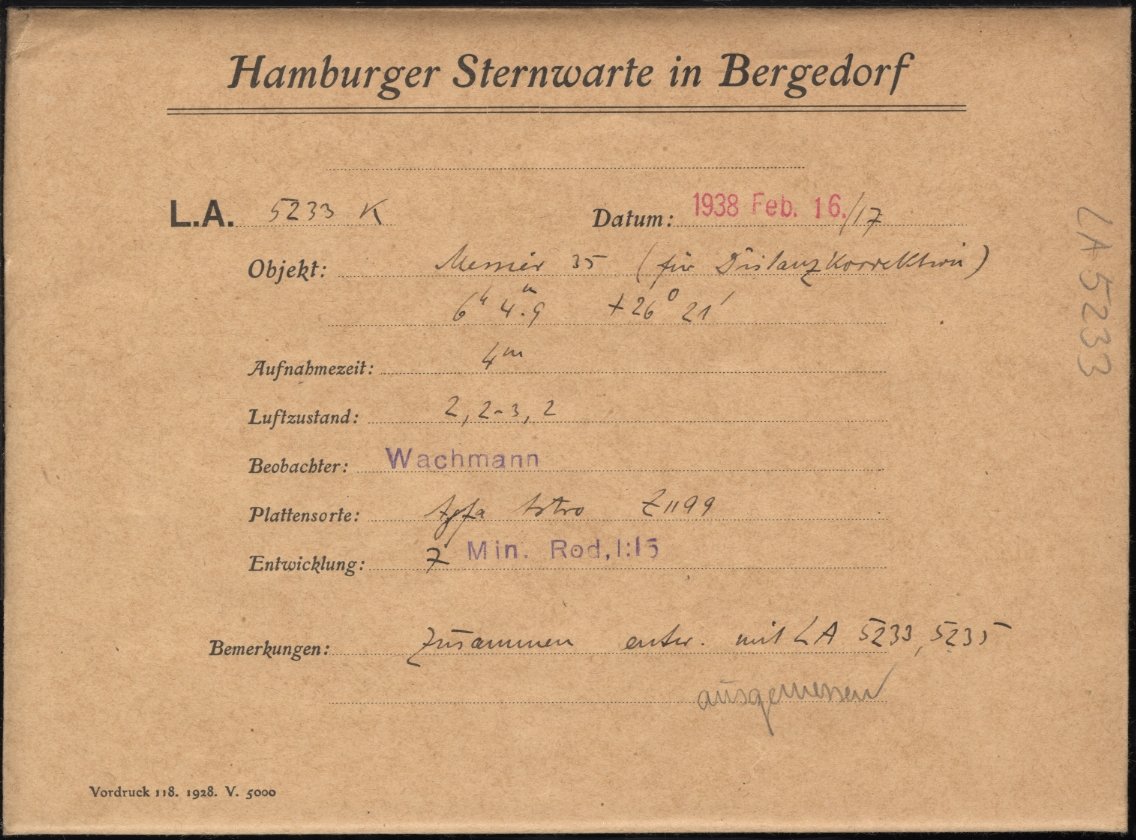 Hamburger Sternwarte in Bergedorf
L.A. 5233 K Datum: 1938 Feb. 16./17
Objekt: Messier 35 (für Distanzkorrektion)
6ʰ 4ᵐ.9 +26° 21′
Aufnahmezeit: 4ᵐ
Luftzustand: 2, 2-3, 2
Beobachter: Wachmann
Plattensorte: Agfa Astro Z1199
Entwicklung: 7 Min. Rod, 1:15
Bemerkungen: Zusammen entw. mit LA 5233, 5235
ausgemessen
Vordruck 118. 1928. V. 5000
LA 5233